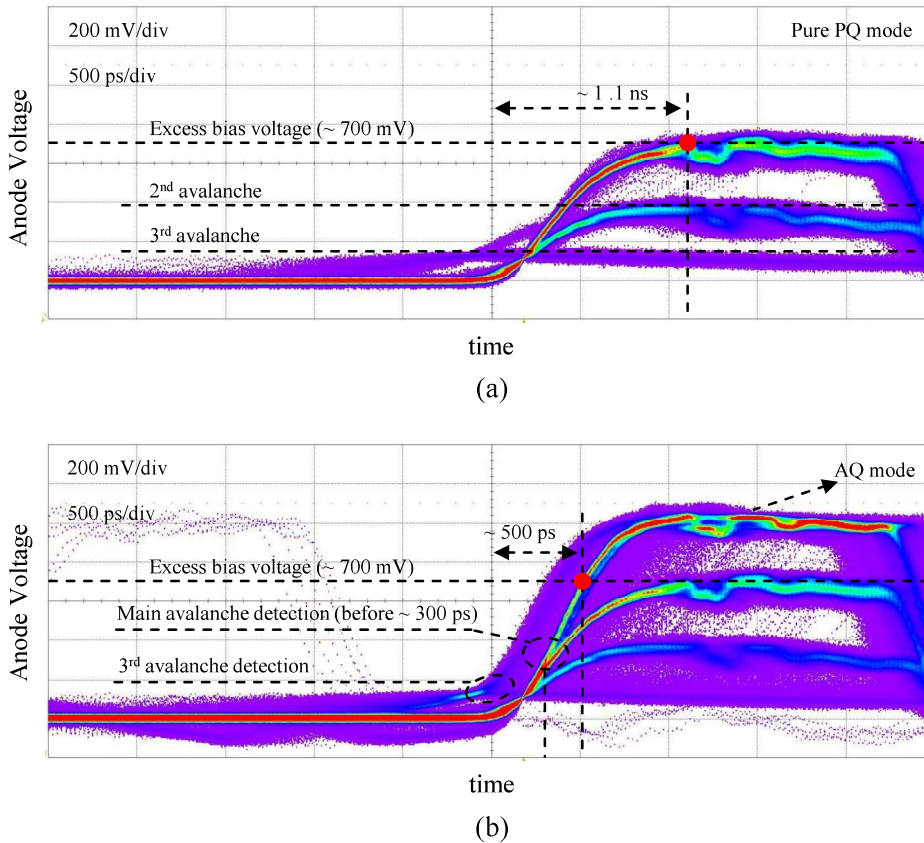 200 mV/div
Pure PQ mode
500 ps/div
~ 1 .1 ns
Excess bias voltage (~ 700 mV)
2nd avalanche
3rd avalanche
Anode Voltage
time
(a)
200 mV/div
AQ mode
500 ps/div
~ 500 ps
Excess bias voltage (~ 700 mV)
Main avalanche detection (before ~ 300 ps)
3rd avalanche detection
Anode Voltage
time
(b)